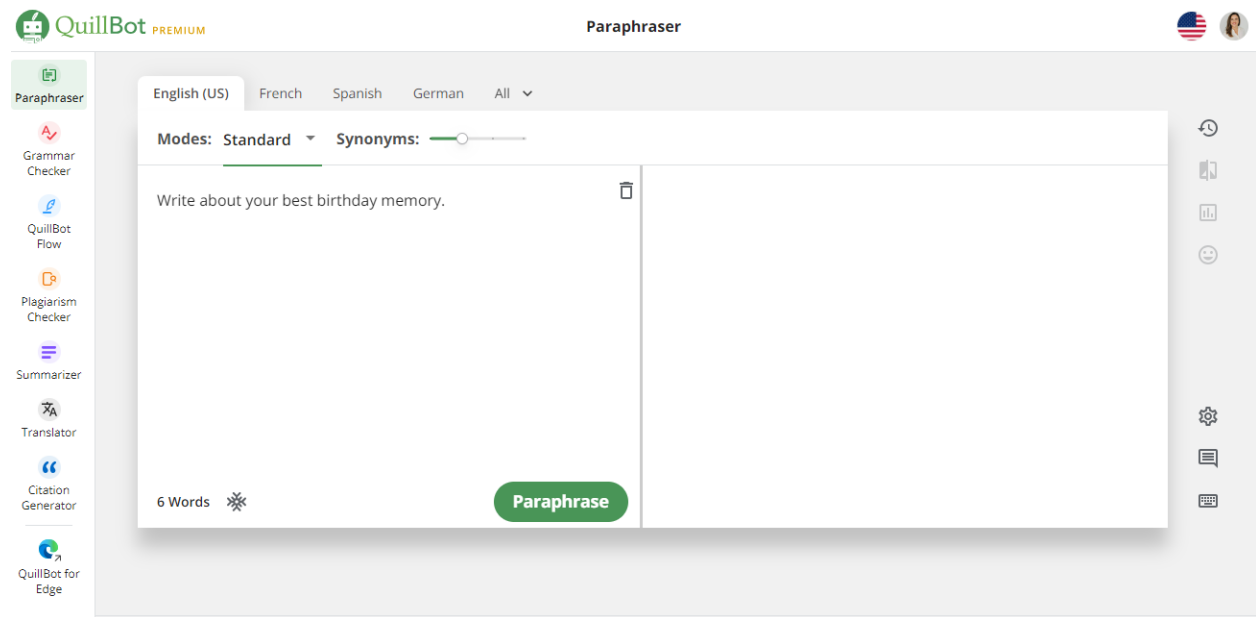 QuillBot PREMIUM
Paraphraser
Paraphraser
Grammar
Checker
QuillBot
Flow
Plagiarism
Checker
Summarizer
Translator
Citation
Generator
QuillBot for
Edge
English (US) French Spanish German All
Modes: Standard Synonyms:
Write about your best birthday memory.
6 Words
Paraphrase